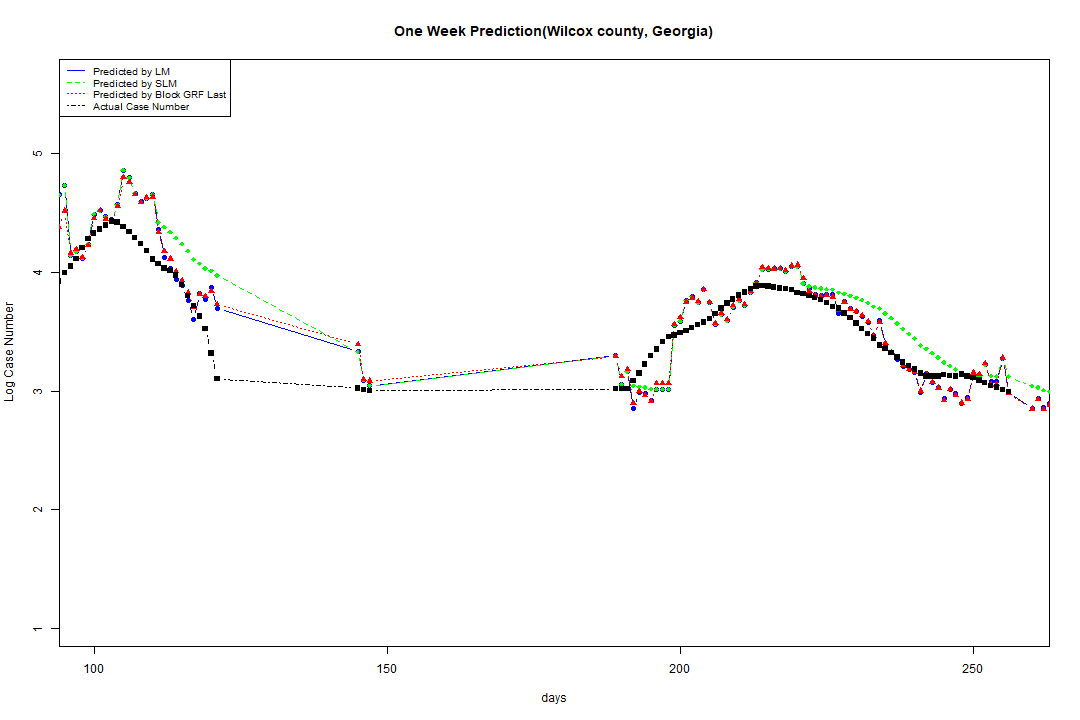 One Week Prediction(Wilcox county, Georgia)
Predicted by LM
Predicted by SLM
Predicted by Block GRF Last
Actual Case Number
5
4
3
2
1
Log Case Number
100 150 200 250
days